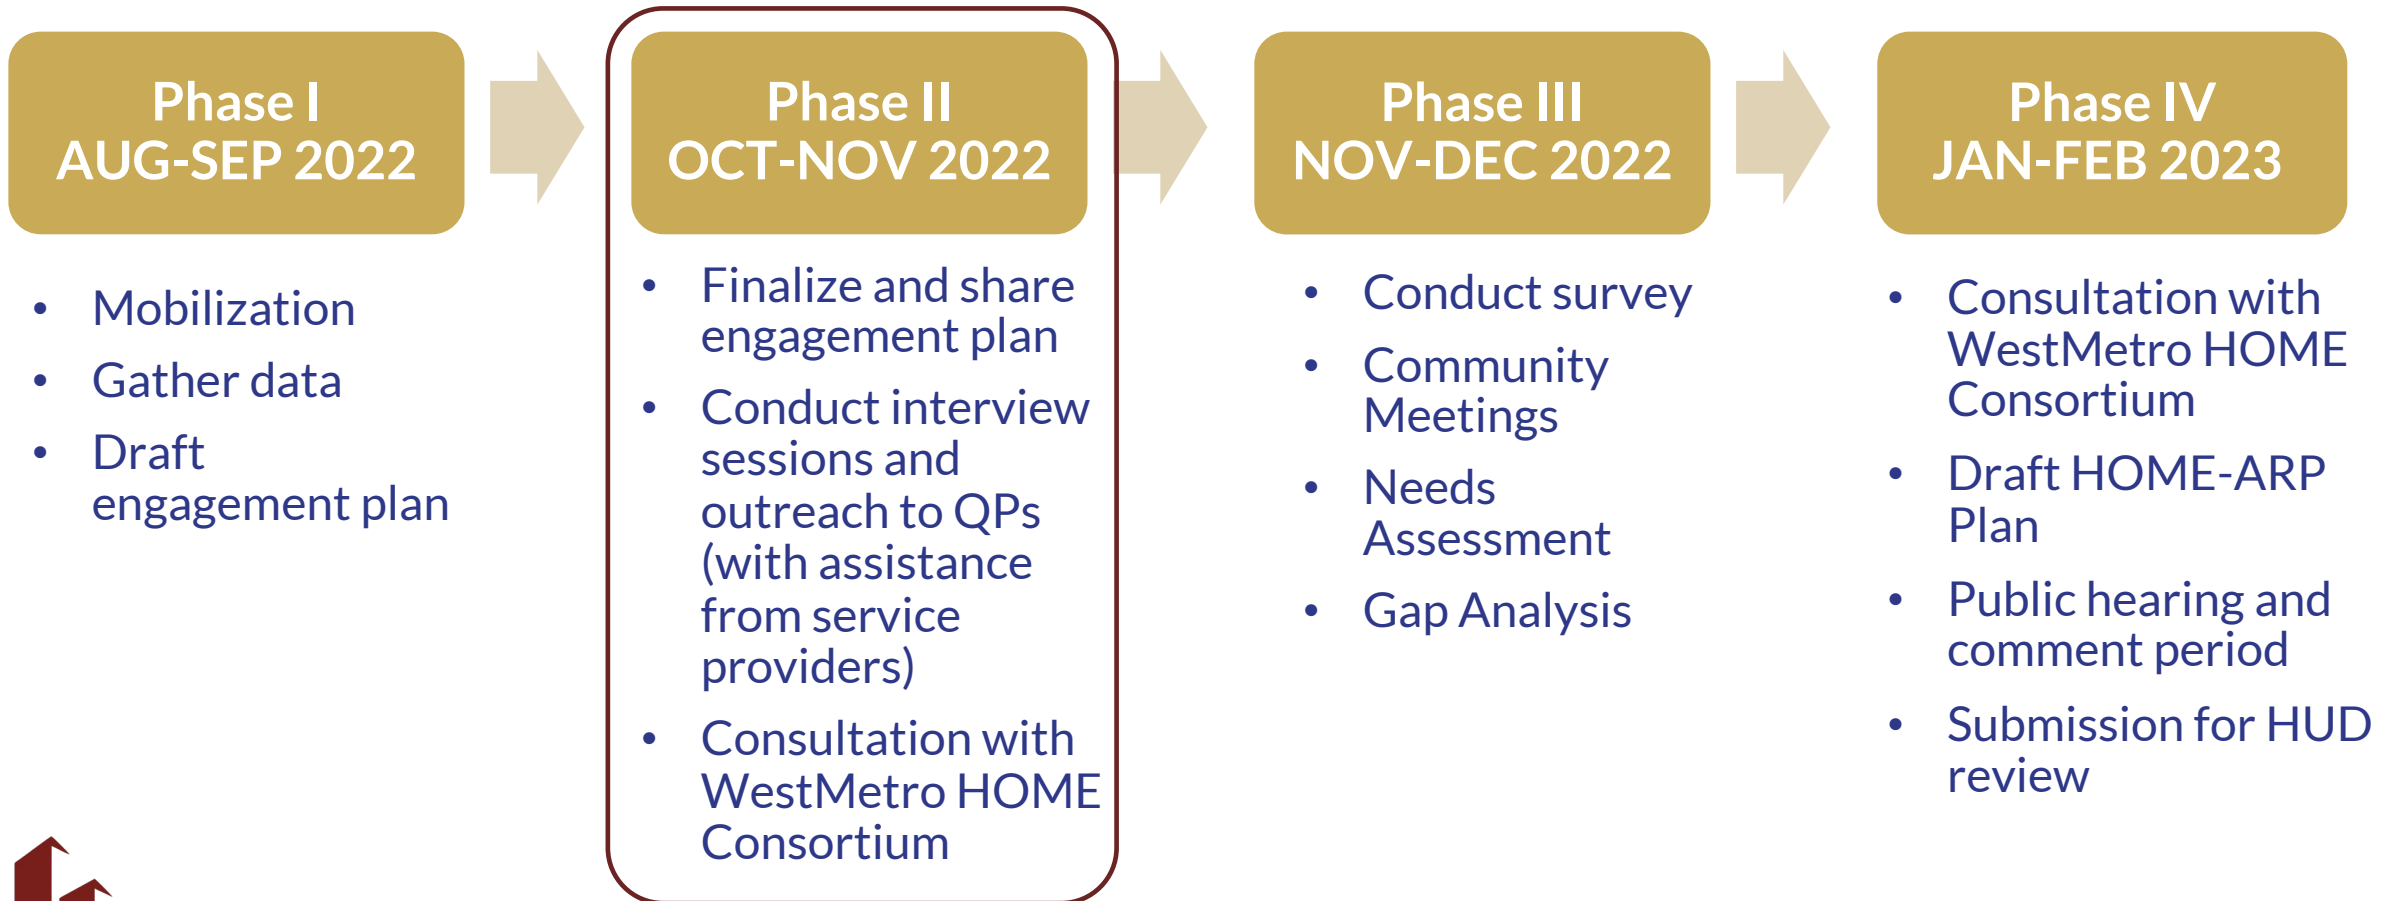 Phase I
AUG-SEP 2022
• Mobilization
• Gather data
• Draft
engagement plan
Phase II
OCT-NOV 2022
• Finalize and share
engagement plan
• Conduct interview
sessions and
outreach to QPs
(with assistance
from service
providers)
• Consultation with
WestMetro HOME
Consortium
Phase III
NOV-DEC 2022
• Conduct survey
• Community
Meetings
• Needs
Assessment
• Gap Analysis
Phase IV
JAN-FEB 2023
• Consultation with
WestMetro HOME
Consortium
• Draft HOME-ARP
Plan
• Public hearing and
comment period
• Submission for HUD
review